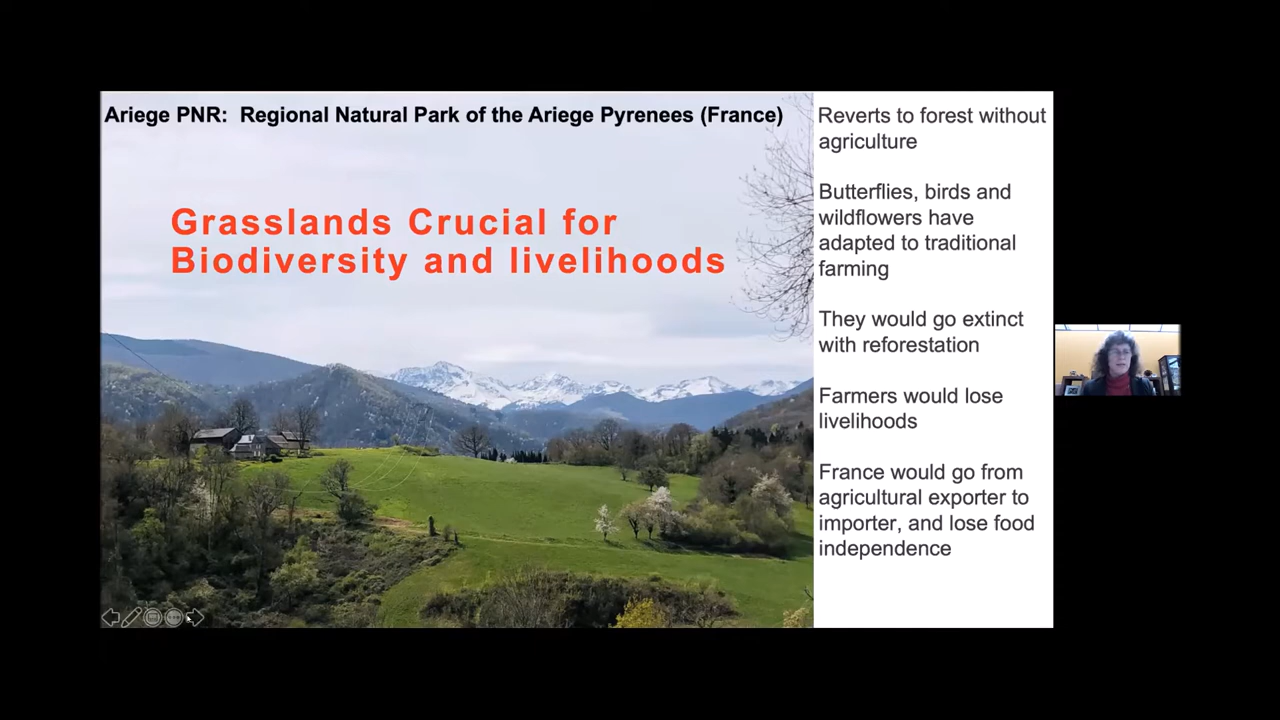 Ariege PNR:  Regional Natural Park of the Ariege Pyrenees (France)
Grasslands Crucial for
Biodiversity and livelihoods
Reverts to forest without
agriculture
Butterflies, birds and
wildflowers have
adapted to traditional
farming
They would go extinct
with reforestation
Farmers would lose
livelihoods
France would go from
agricultural exporter to
importer, and lose food
independence